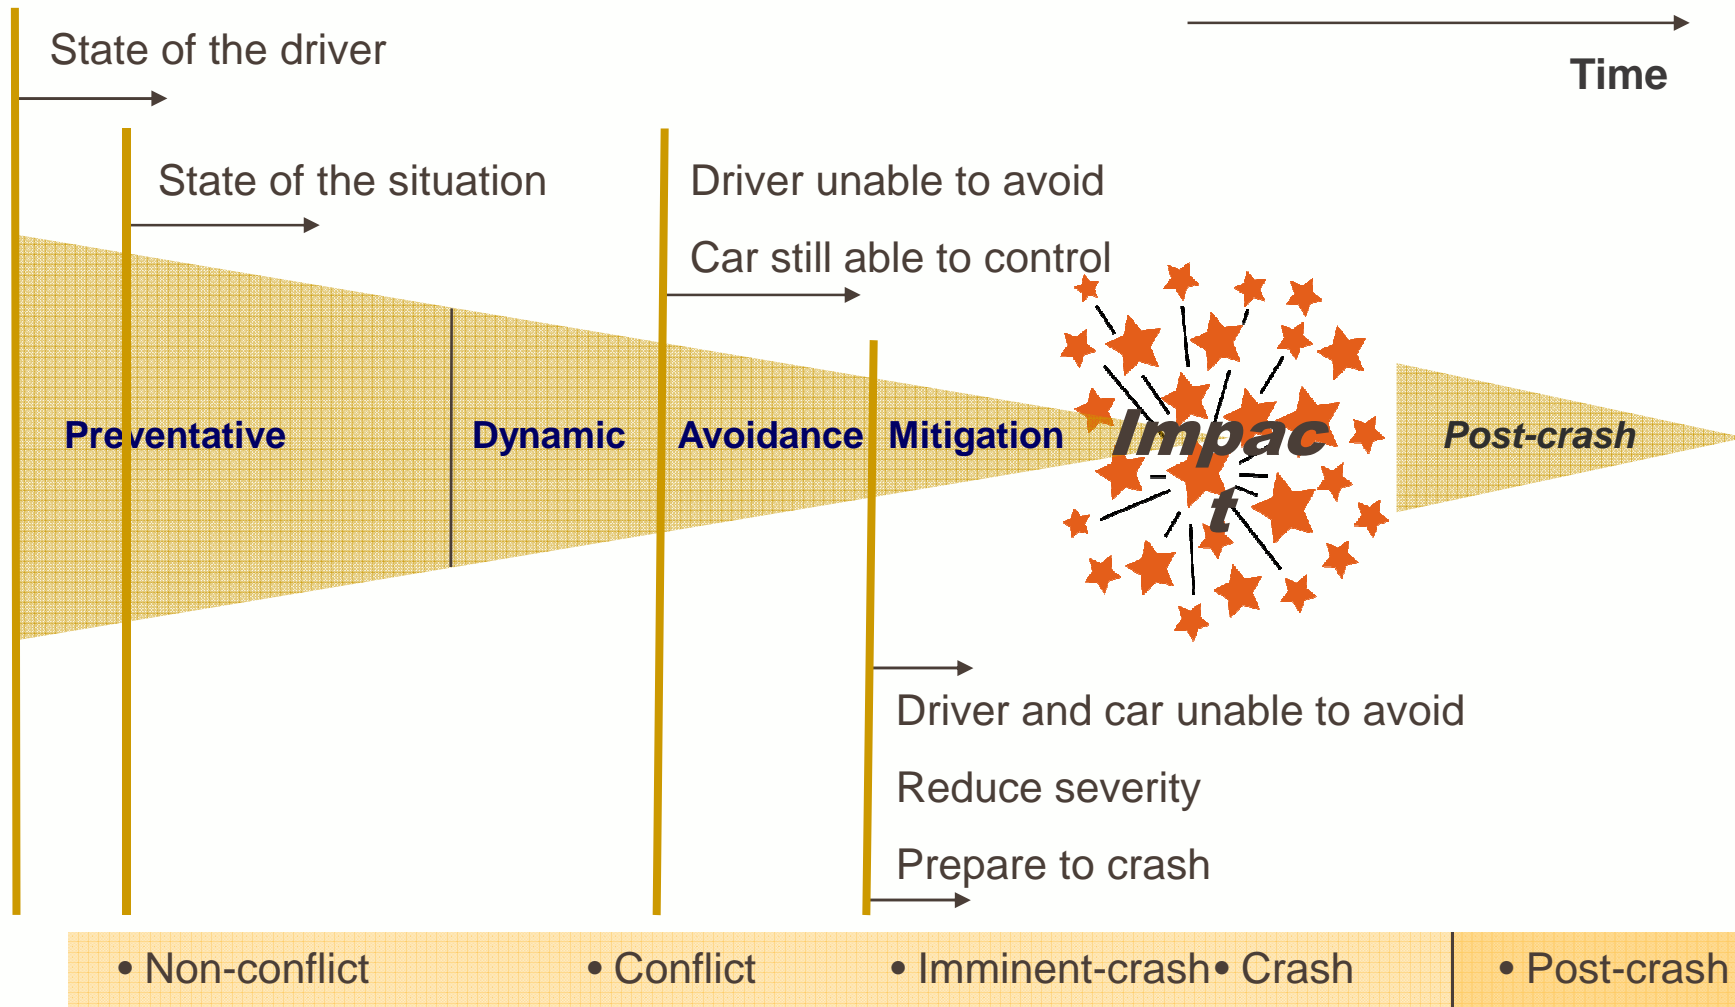 State of the driver
Time
State of the situation
Driver unable to avoid
Car still able to control
Preventative
Dynamic
Avoidance
Mitigation
Impac
t
Post-crash
Driver and car unable to avoid
Reduce severity
Prepare to crash
• Non-conflict
• Conflict
• Imminent-crash
• Crash
• Post-crash